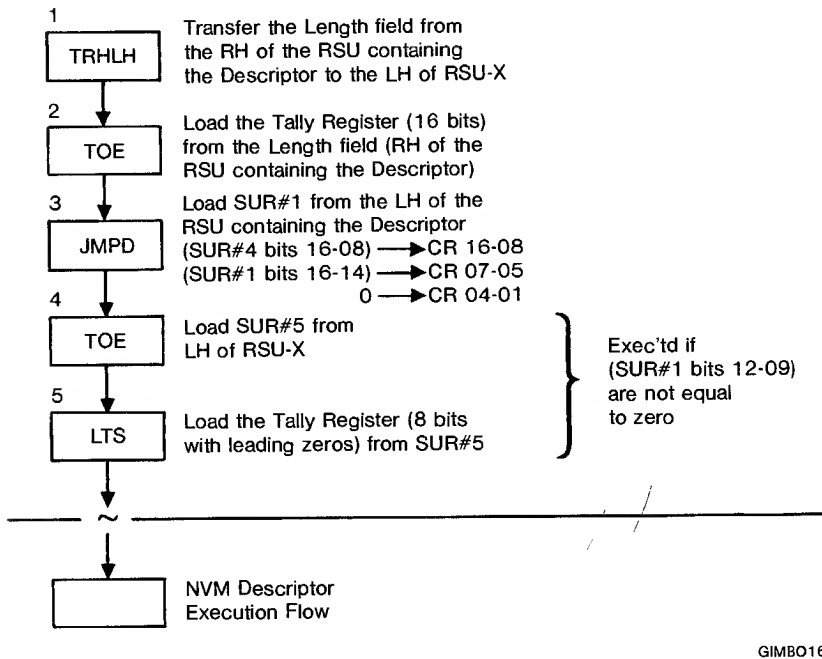 1
TRHLH
Transfer the Length field from
the RH of the RSU containing
the Descriptor to the LH of RSU-X
2
TOE
Load the Tally Register (16 bits)
from the Length field (RH of the
RSU containing the Descriptor)
3
JMPD
Load SUR#1 from the LH of the
RSU containing the Descriptor
(SUR#4 bits 16-08) → CR 16-08
(SUR#1 bits 16-14) → CR 07-05
0 → CR 04-01
4
TOE
Load SUR#5 from
LH of RSU-X
5
LTS
Load the Tally Register (8 bits
with leading zeros) from SUR#5
Exec'td if
(SUR#1 bits 12-09)
are not equal
to zero
~
NVM Descriptor
Execution Flow
GIMBO16